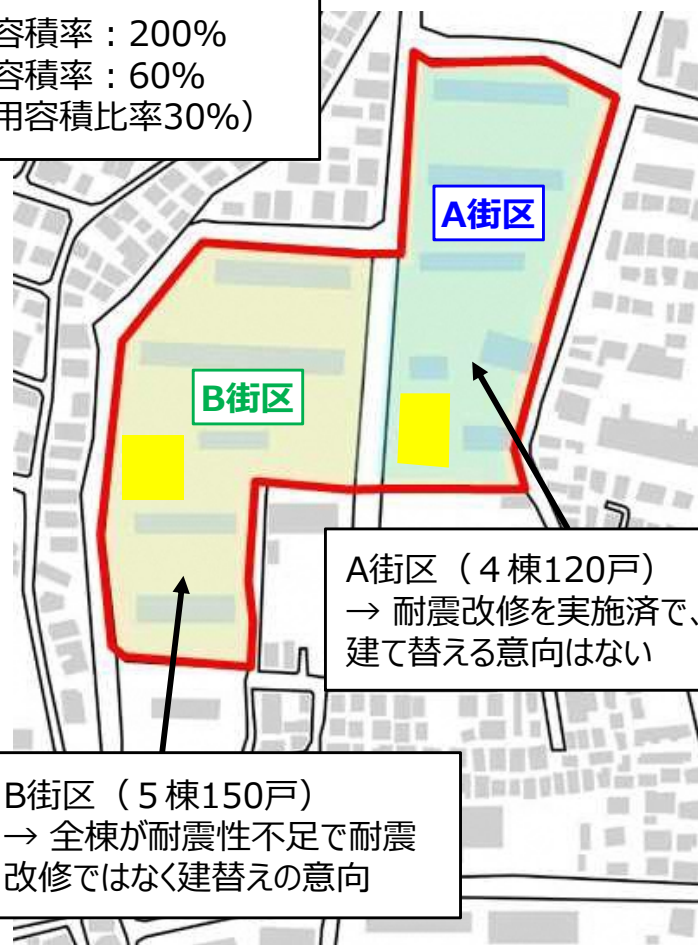 容積率：200%
容積率：60%
用容積比率30%）
A街区
B街区
A街区（４棟120戸）
→ 耐震改修を実施済で、
建て替える意向はない
B街区（５棟150戸）
→ 全棟が耐震性不足で耐震
改修ではなく建替えの意向